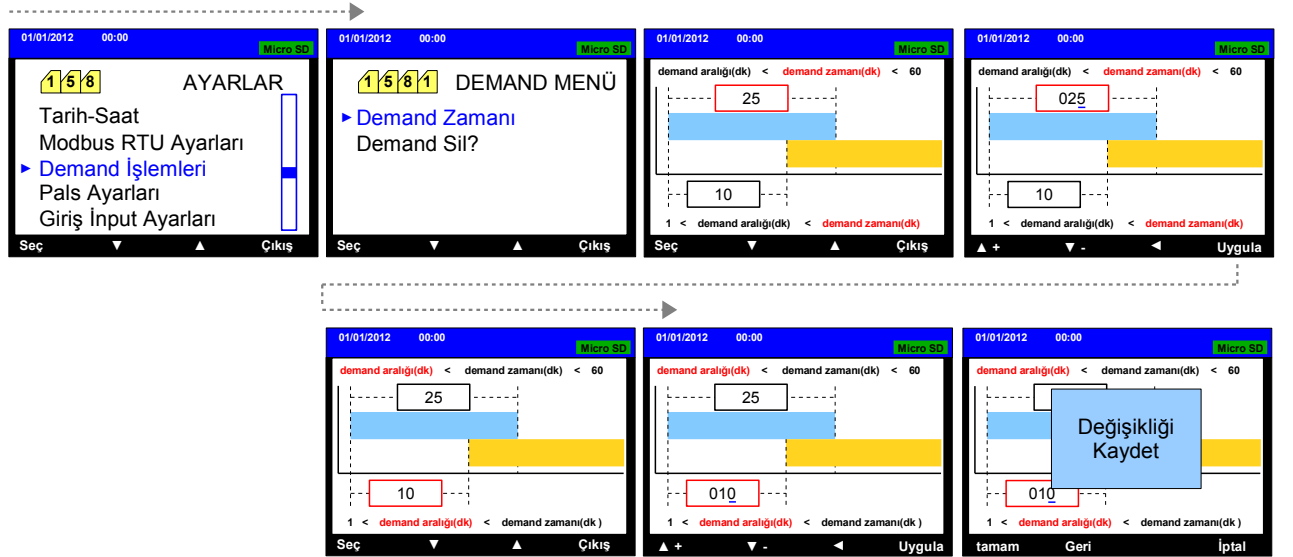 01/01/2012 00:00
Micro SD
1 5 8 AYARLAR
Tarih-Saat
Modbus RTU Ayarları
► Demand İşlemleri
Pals Ayarları
Giriş İnput Ayarları
Seç ▼ ▲ Çıkış
01/01/2012 00:00
Micro SD
1 5 8 1 DEMAND MENÜ
► Demand Zamanı
Demand Sil?
Seç ▼ ▲ Çıkış
01/01/2012 00:00
Micro SD
demand aralığı(dk) < demand zamanı(dk) < 60
25
10
1 < demand aralığı(dk) < demand zamanı(dk)
Seç ▼ ▲ Çıkış
01/01/2012 00:00
Micro SD
demand aralığı(dk) < demand zamanı(dk) < 60
025
10
1 < demand aralığı(dk) < demand zamanı(dk)
▲ + ▼ - ◄ Uygula
01/01/2012 00:00
Micro SD
demand aralığı(dk) < demand zamanı(dk) < 60
25
10
1 < demand aralığı(dk) < demand zamanı(dk )
Seç ▼ ▲ Çıkış
01/01/2012 00:00
Micro SD
demand aralığı(dk) < demand zamanı(dk) < 60
25
010
1 < demand aralığı(dk) < demand zamanı(dk )
▲ + ▼ - ◄ Uygula
01/01/2012 00:00
Micro SD
demand aralığı(dk) < demand zamanı(dk) < 60
Değişikliği
Kaydet
010
1 < demand aralığı(dk) < demand zamanı(dk )
tamam Geri İptal